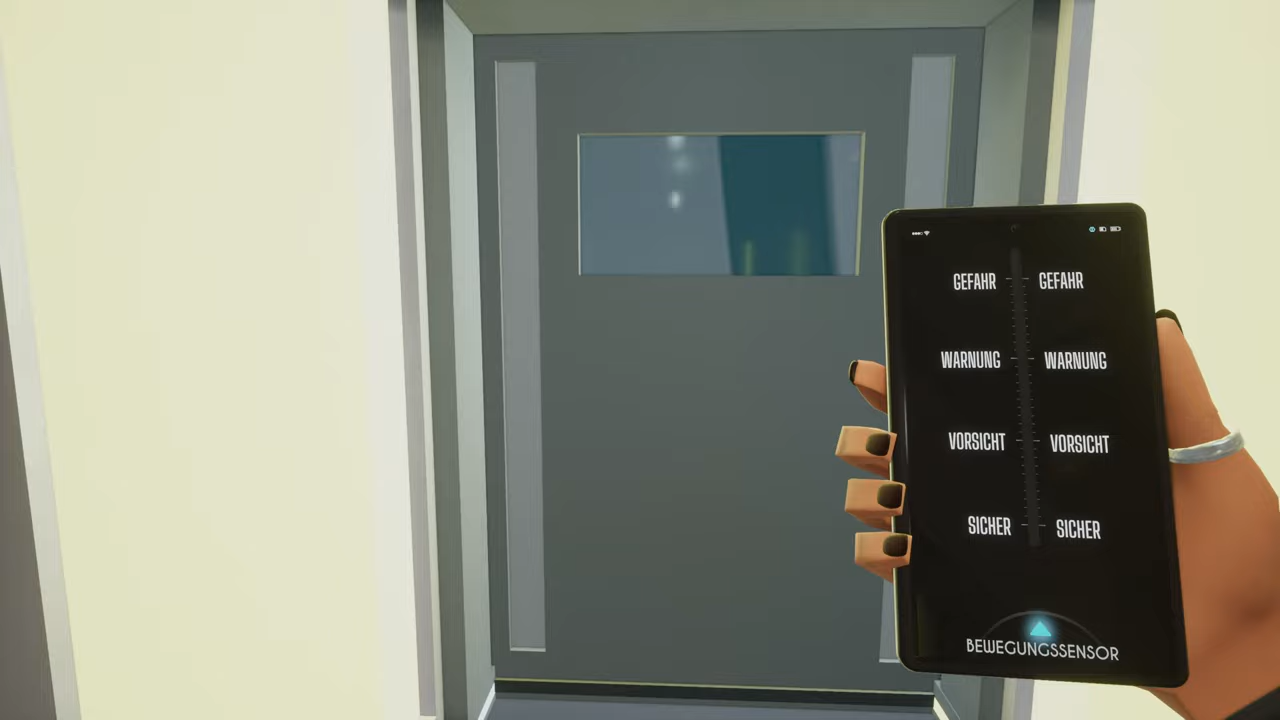 GEFAHR GEFAHR
WARNUNG WARNUNG
VORSICHT VORSICHT
SICHER SICHER
BEWEGUNGSSENSOR